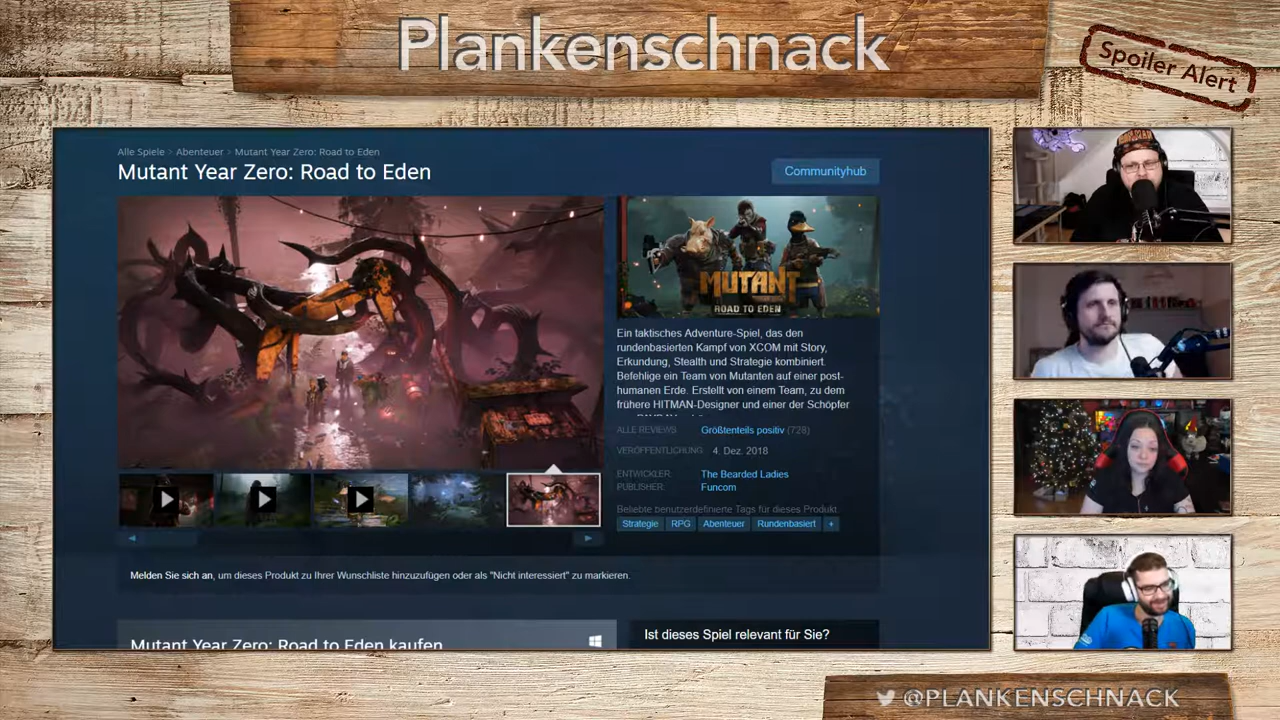 Plankenschnack
Spoiler Alert
Alle Spiele > Abenteuer > Mutant Year Zero: Road to Eden
Mutant Year Zero: Road to Eden
Communityhub
MUTANT
ROAD TO EDEN
Ein taktisches Adventure-Spiel, das den
rundenbasierten Kampf von XCOM mit Story,
Erkundung, Stealth und Strategie kombiniert.
Befehlige ein Team von Mutanten auf einer post-
humanen Erde. Erstellt von einem Team, zu dem
frühere HITMAN-Designer und einer der Schöpfer
ALLE REVIEWS Größtenteils positiv (728)
VERÖFFENTLICHUNG 4. Dez. 2018
ENTWICKLER: The Bearded Ladies
PUBLISHER: Funcom
Beliebte benutzerdefinierte Tags für dieses Produkt
Strategie RPG Abenteuer Rundenbasiert +
Melden Sie sich an, um dieses Produkt zu Ihrer Wunschliste hinzuzufügen oder als "Nicht interessiert" zu markieren.
Mutant Year Zero: Road to Eden kaufen
Ist dieses Spiel relevant für Sie?
@PLANKENSCHNACK